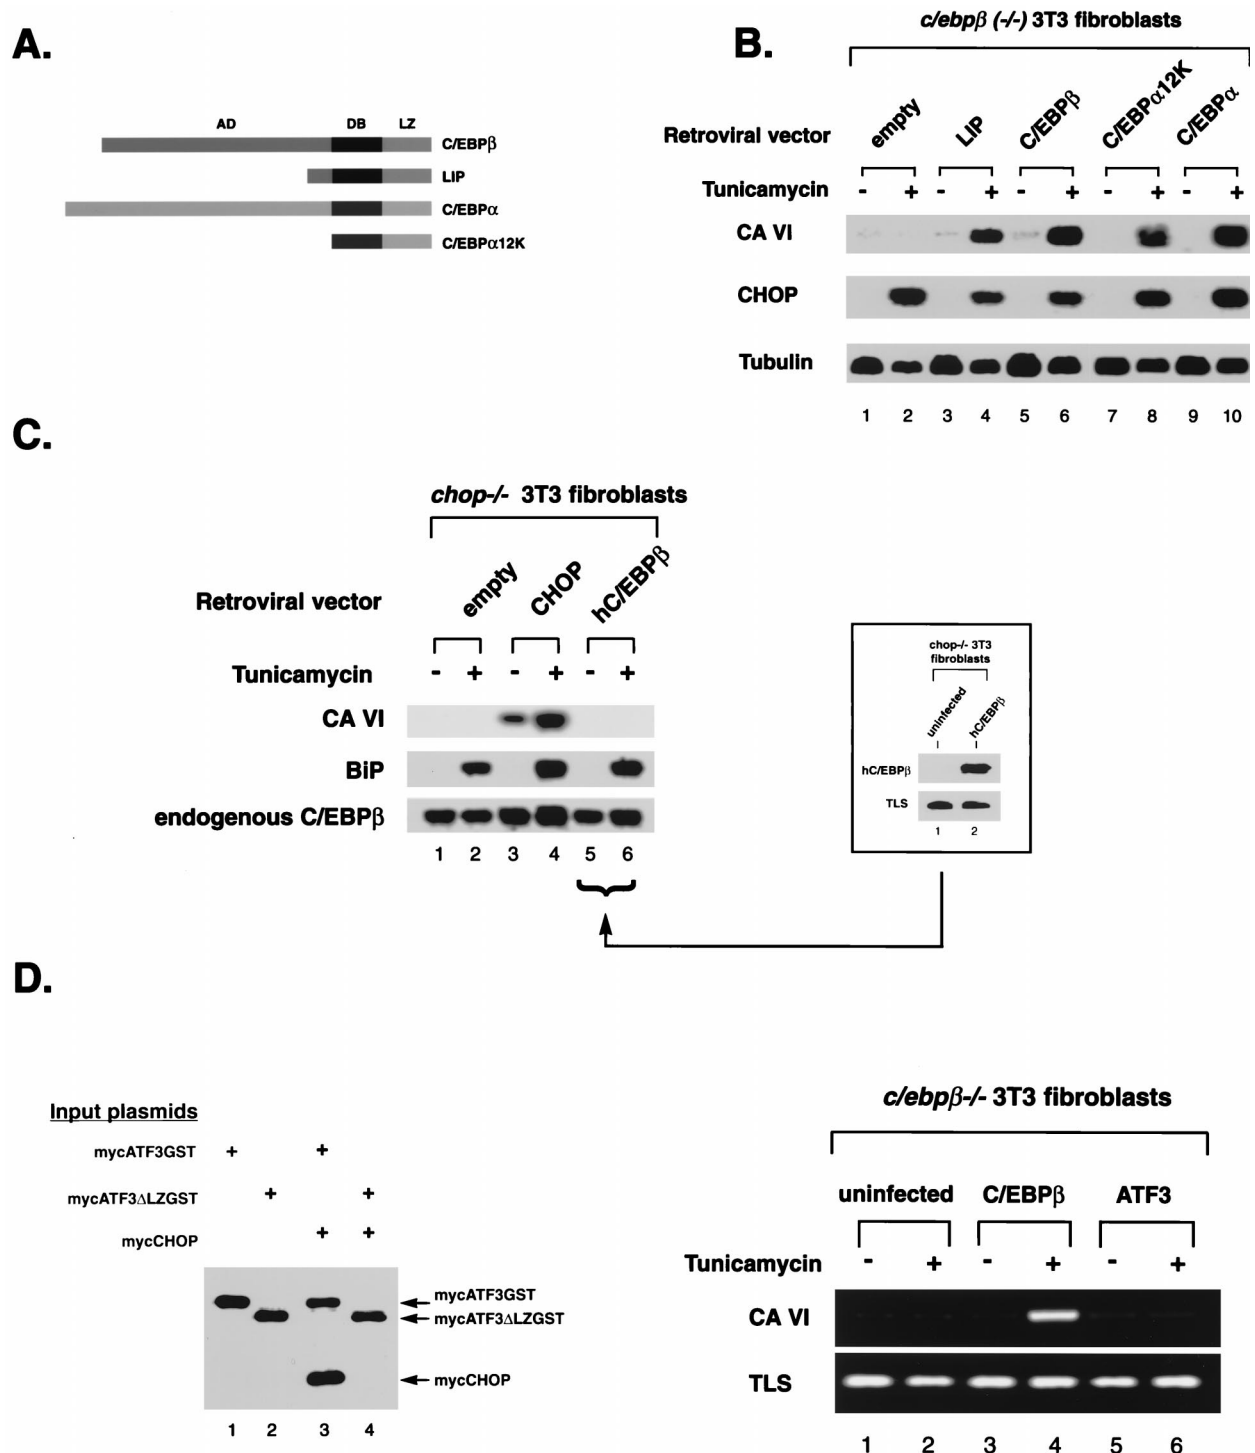 A.
AD DB LZ
C/EBPβ
LIP
C/EBPα
C/EBPα12K
B.
c/ebpβ (-/-) 3T3 fibroblasts
Retroviral vector empty LIP C/EBPβ C/EBPα12K C/EBPα
Tunicamycin - + - + - + - + - +
CA VI
CHOP
Tubulin
1 2 3 4 5 6 7 8 9 10
C.
chop-/- 3T3 fibroblasts
Retroviral vector empty CHOP hC/EBPβ
Tunicamycin - + - + - +
CA VI
BiP
endogenous C/EBPβ
1 2 3 4 5 6
chop-/- 3T3
fibroblasts
uninfected hC/EBPβ
hC/EBPβ
TLS
1 2
D.
Input plasmids
mycATF3GST + +
mycATF3ΔLZGST + +
mycCHOP + +
mycATF3GST
mycATF3ΔLZGST
mycCHOP
1 2 3 4
c/ebpβ-/- 3T3 fibroblasts
uninfected C/EBPβ ATF3
Tunicamycin - + - + - +
CA VI
TLS
1 2 3 4 5 6